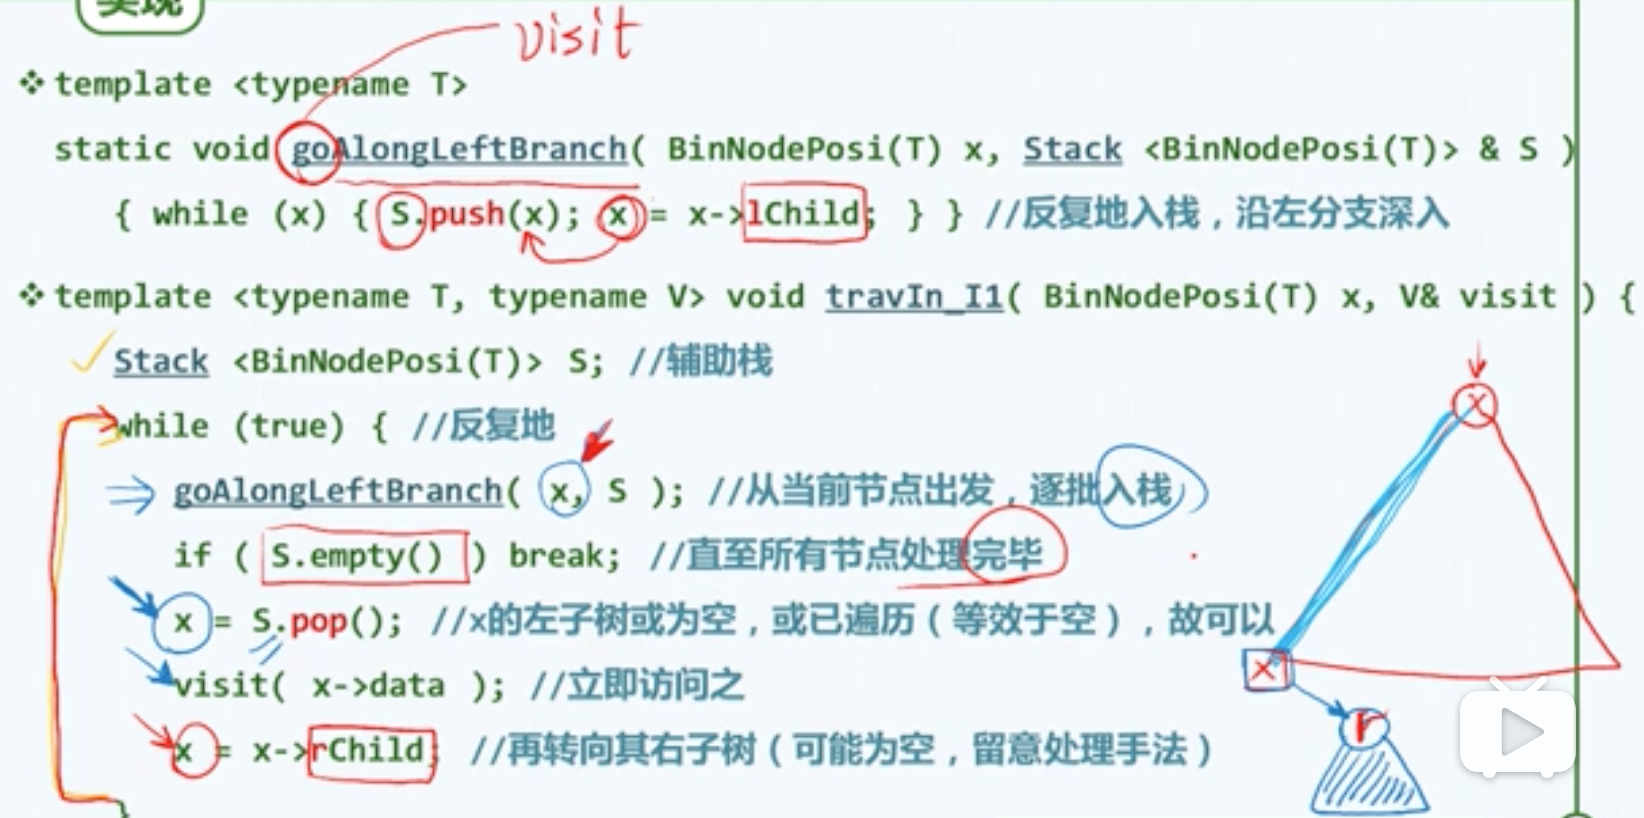 实现
visit
template <typename T>
static void goAlongLeftBranch( BinNodePosi(T) x, Stack <BinNodePosi(T)> & S )
{ while (x) { S.push(x); x = x->lChild; } } //反复地入栈，沿左分支深入
template <typename T, typename V> void travIn_I1( BinNodePosi(T) x, V& visit ) {
Stack <BinNodePosi(T)> S; //辅助栈
while (true) { //反复地
x
goAlongLeftBranch( x, S ); //从当前节点出发，逐批入栈
if ( S.empty() ) break; //直至所有节点处理完毕
x = S.pop(); //x的左子树或为空，或已遍历（等效于空），故可以
x
visit( x->data ); //立即访问之
r
x = x->rChild; //再转向其右子树（可能为空，留意处理手法）